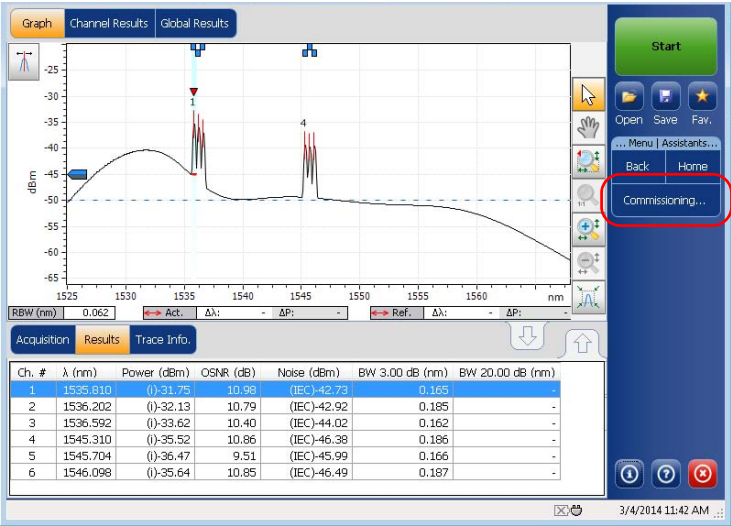 Graph Channel Results Global Results
Start
Open Save Fav.
... Menu | Assistants...
Back Home
Commissioning...
dBm
-25
-30
-35
-40
-45
-50
-55
-60
-65
1
4
1525 1530 1535 1540 1545 1550 1555 1560 nm
1:1
RBW (nm) 0.062 Act. Δλ: - ΔP: - Ref. Δλ: - ΔP: -
Acquisition Results Trace Info.
Ch. # λ (nm) Power (dBm) OSNR (dB) Noise (dBm) BW 3.00 dB (nm) BW 20.00 dB (nm)
1 1535.810 (i)-31.75 10.98 (IEC)-42.73 0.165 -
2 1536.202 (i)-32.13 10.79 (IEC)-42.92 0.185 -
3 1536.592 (i)-33.62 10.40 (IEC)-44.02 0.162 -
4 1545.310 (i)-35.52 10.86 (IEC)-46.38 0.186 -
5 1545.704 (i)-36.47 9.51 (IEC)-45.99 0.166 -
6 1546.098 (i)-35.64 10.85 (IEC)-46.49 0.187 -
3/4/2014 11:42 AM